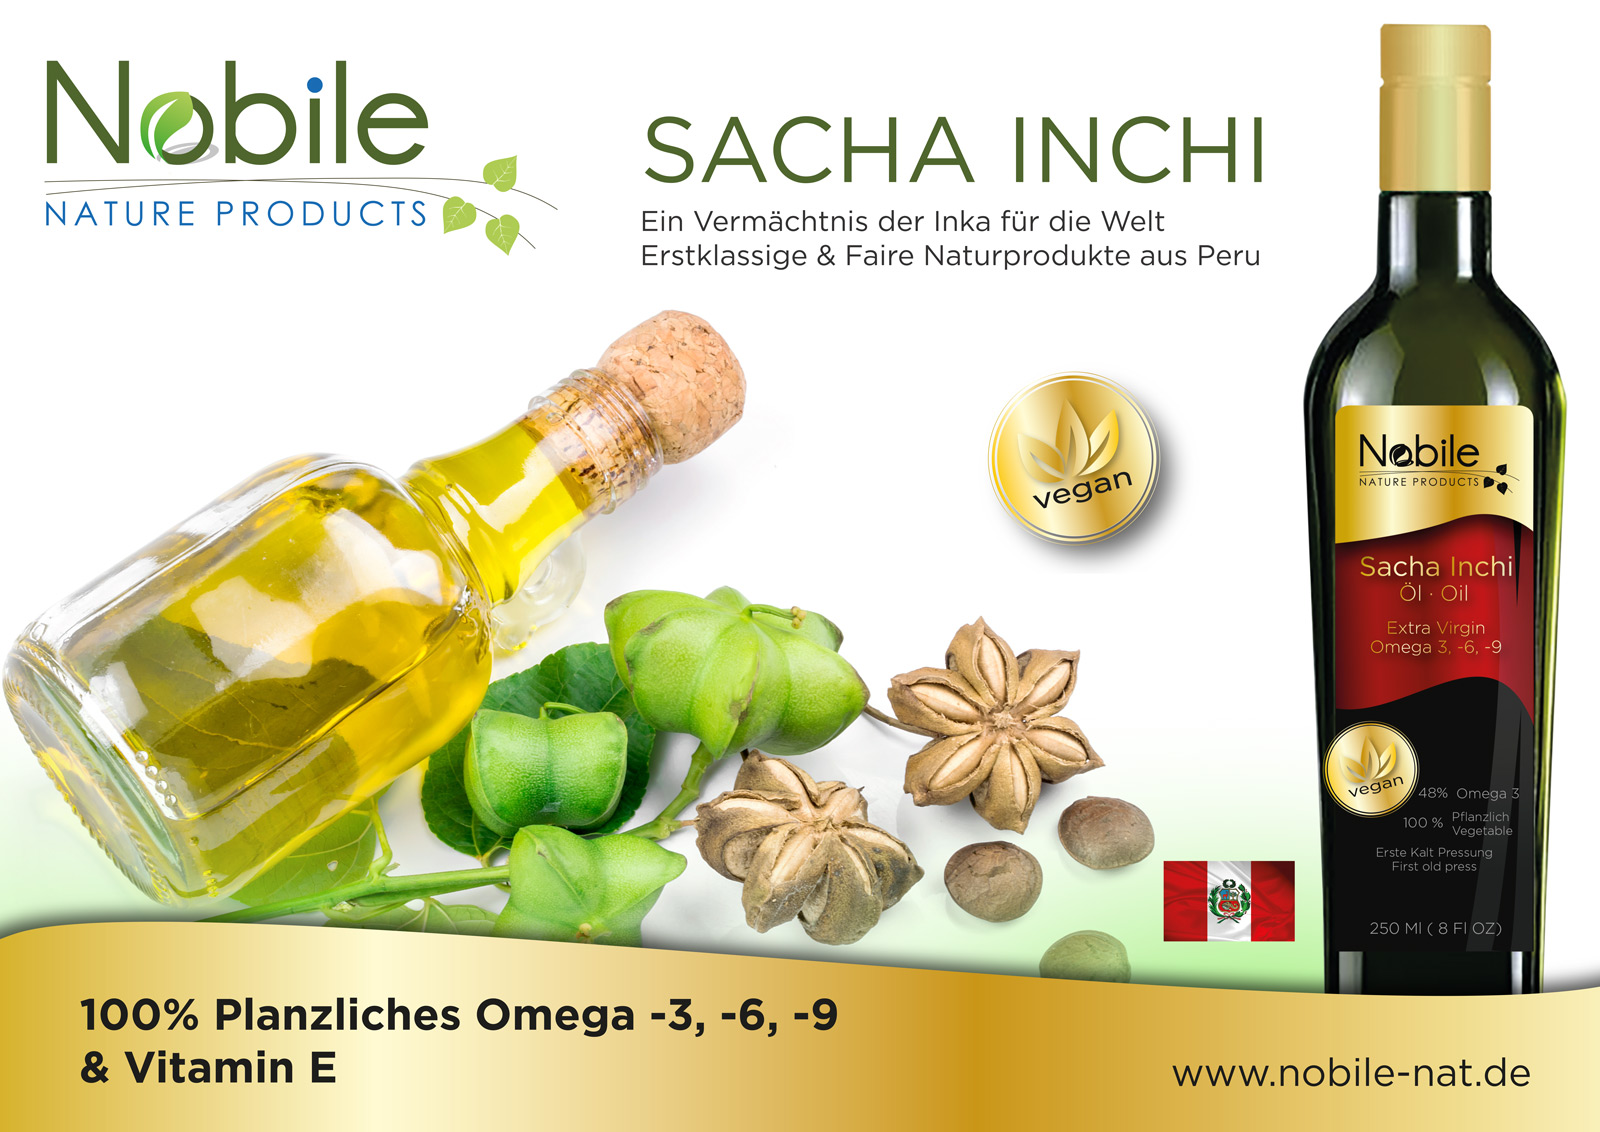 Nobile
NATURE PRODUCTS
SACHA INCHI
Ein Vermächtnis der Inka für die Welt
Erstklassige & Faire Naturprodukte aus Peru
vegan
Nobile
NATURE PRODUCTS
Sacha Inchi
Öl · Oil
Extra Virgin
Omega 3, -6, -9
vegan
48% Omega 3
100 % Pflanzlich
Vegetable
Erste Kalt Pressung
First old press
250 Ml ( 8 Fl OZ)
100% Planzliches Omega -3, -6, -9
& Vitamin E
www.nobile-nat.de